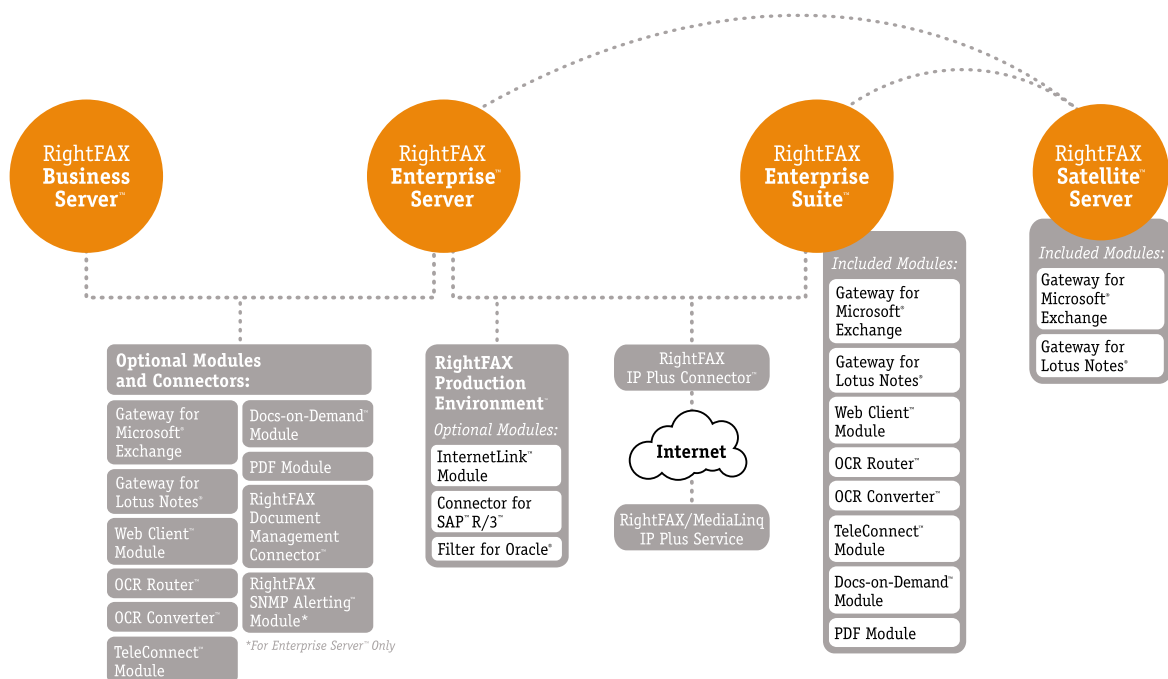 RightFAX
Business
Server™
RightFAX
Enterprise™
Server
RightFAX
Enterprise
Suite™
RightFAX
Satellite™
Server
Optional Modules
and Connectors:
Gateway for
Microsoft®
Exchange
Gateway for
Lotus Notes®
Web Client™
Module
OCR Router™
OCR Converter™
TeleConnect™
Module
Docs-on-Demand™
Module
PDF Module
RightFAX
Document
Management
Connector™
RightFAX
SNMP Alerting™
Module*
*For Enterprise Server™ Only
RightFAX
Production
Environment™
Optional Modules:
InternetLink™
Module
Connector for
SAP™ R/3™
Filter for Oracle®
RightFAX
IP Plus Connector™
Internet
RightFAX/MediaLinq
IP Plus Service
Included Modules:
Gateway for
Microsoft®
Exchange
Gateway for
Lotus Notes®
Web Client™
Module
OCR Router™
OCR Converter™
TeleConnect™
Module
Docs-on-Demand™
Module
PDF Module
Included Modules:
Gateway for
Microsoft®
Exchange
Gateway for
Lotus Notes®